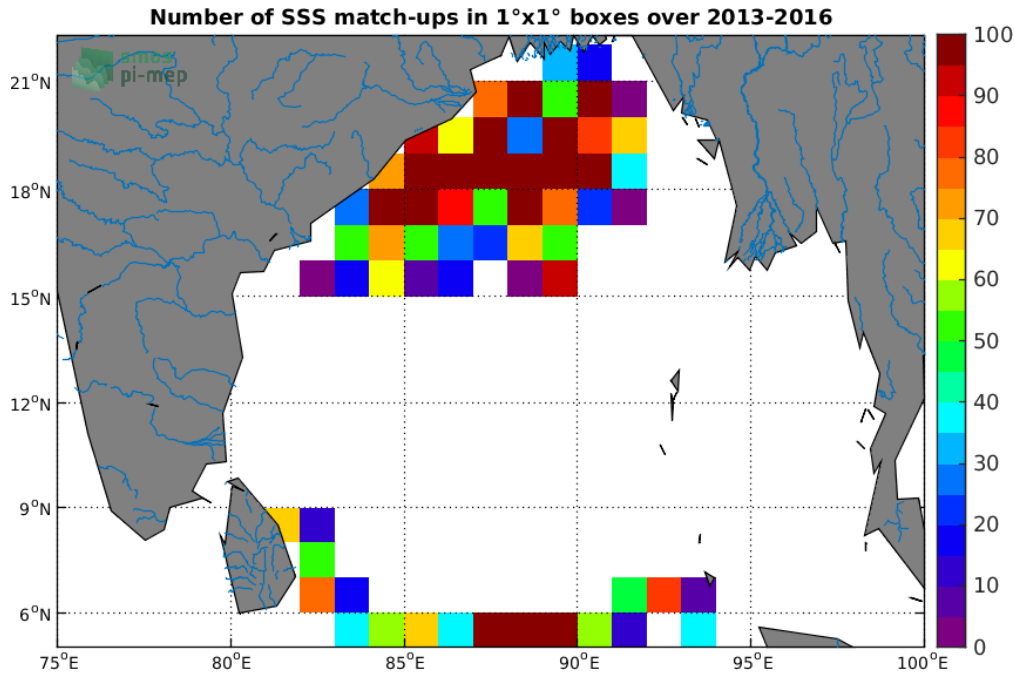 Number of SSS match-ups in 1°x1° boxes over 2013-2016
smos
pi-mep
21°N
18°N
15°N
12°N
9°N
6°N
75°E 80°E 85°E 90°E 95°E 100°E
100
90
80
70
60
50
40
30
20
10
0